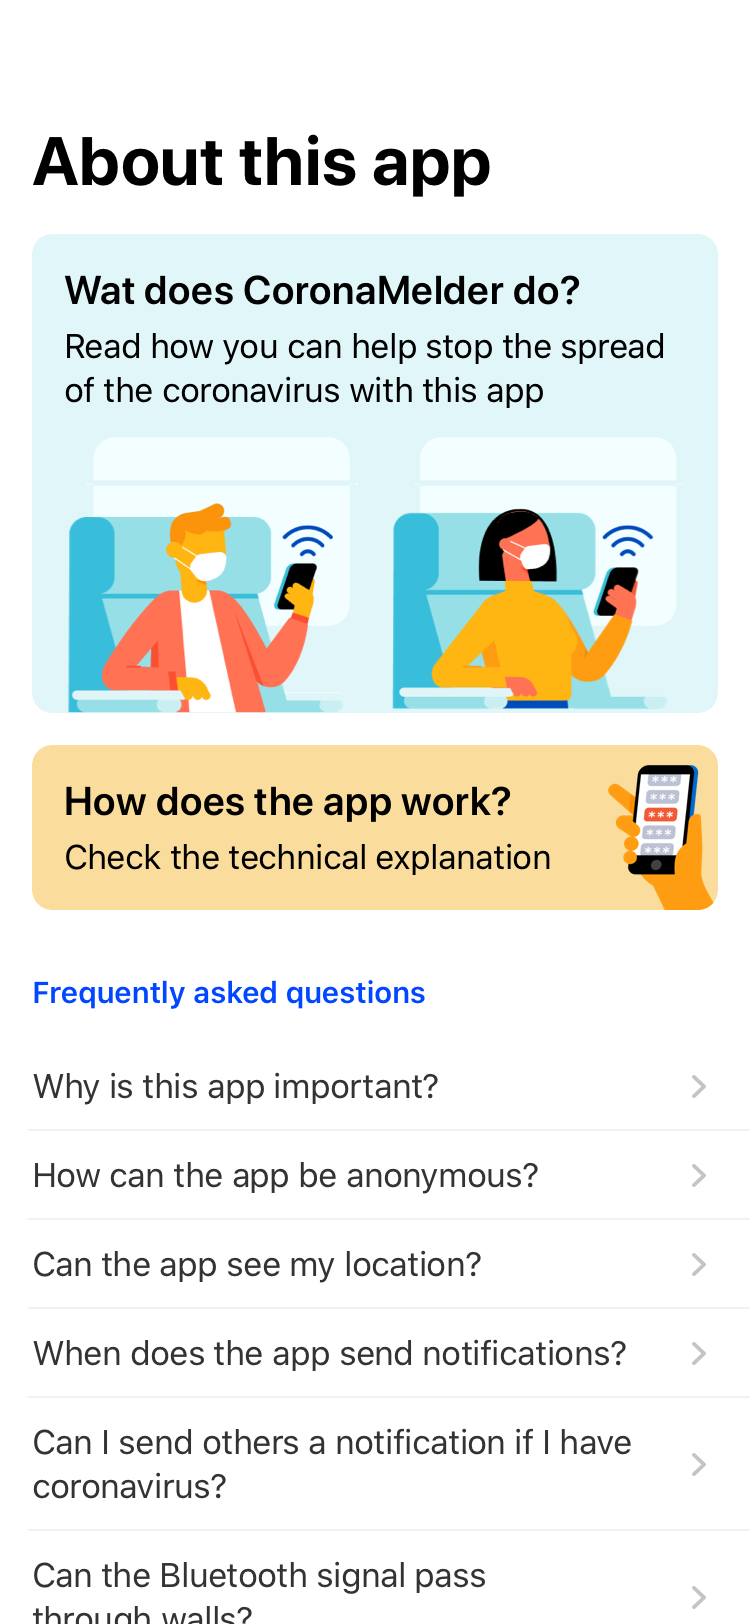 About this app
Wat does CoronaMelder do?
Read how you can help stop the spread
of the coronavirus with this app
How does the app work?
Check the technical explanation
***
***
***
***
***
Frequently asked questions
Why is this app important?
How can the app be anonymous?
Can the app see my location?
When does the app send notifications?
Can I send others a notification if I have
coronavirus?
Can the Bluetooth signal pass
through walls?